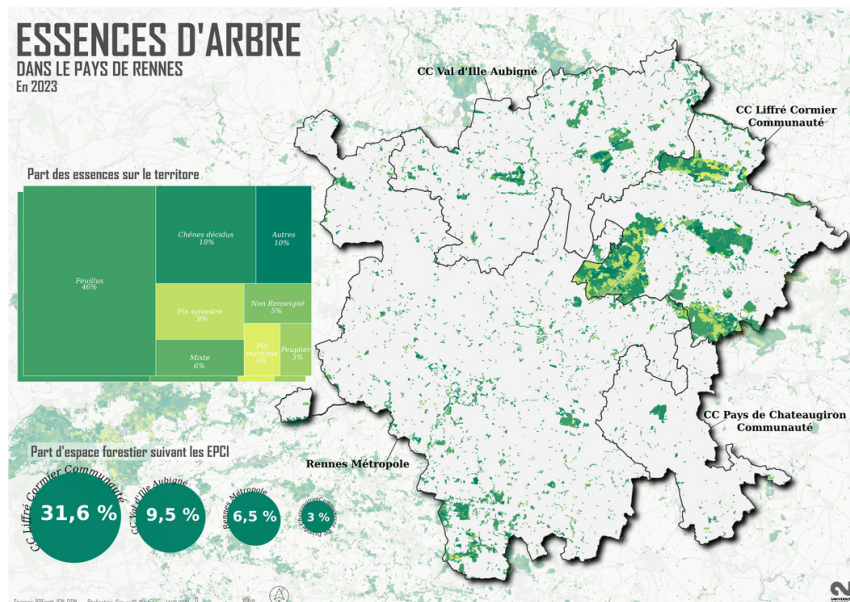 ESSENCES D'ARBRE
DANS LE PAYS DE RENNES
En 2023
CC Val d'Ille Aubigné
CC Liffré Cormier
Communauté
Part des essences sur le territore
Feuillus
46%
Chênes décidus
18%
Autres
10%
Pin sylvestre
9%
Non Renseigné
5%
Mixte
6%
Pin
maritime
3%
Peuplier
3%
CC Pays de Chateaugiron
Communauté
Rennes Métropole
Part d'espace forestier suivant les EPCI
CC Liffré Cormier Communauté
31,6 %
CC Val d'Ille Aubigné
9,5 %
Rennes Métropole
6,5 %
3 %